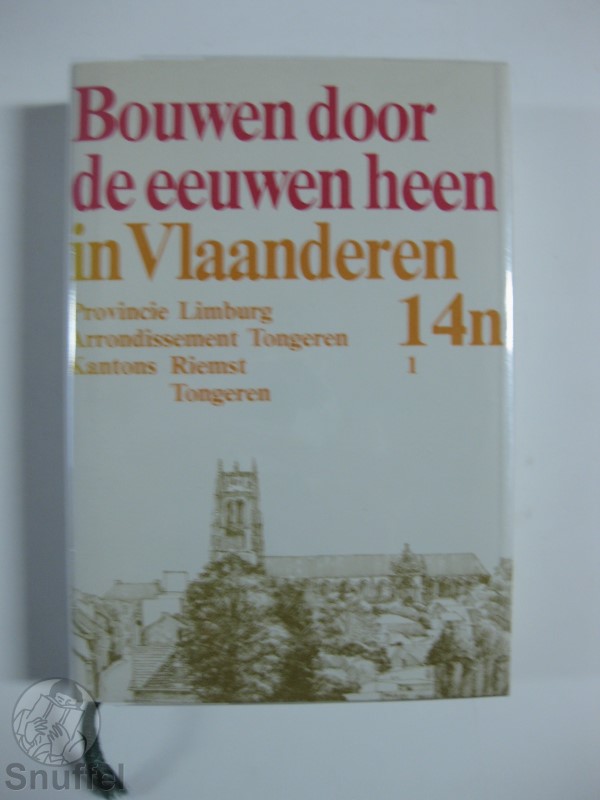 Bouwen door
de eeuwen heen
in Vlaanderen
Provincie Limburg
Arrondissement Tongeren
Kantons Riemst
Tongeren
14n
1
Snuffel